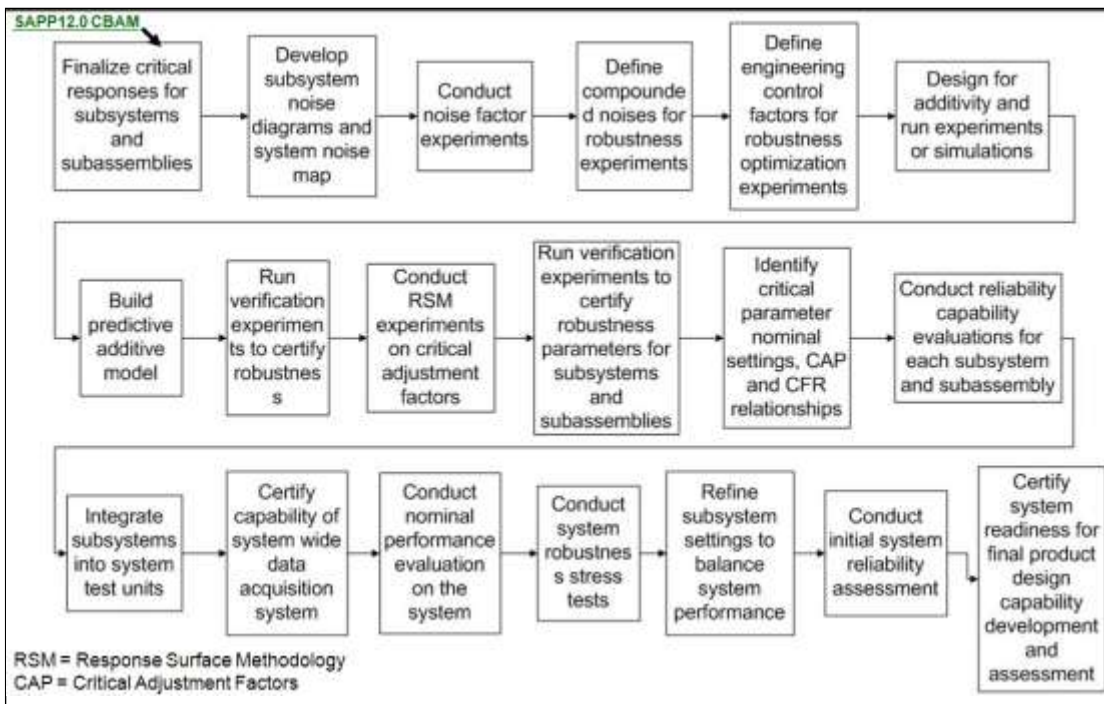 SAPP12.0 CBAM
Finalize critical
responses for
subsystems
and
subassemblies
Develop
subsystem
noise
diagrams and
system noise
map
Conduct
noise factor
experiments
Define
compounde
d noises for
robustness
experiments
Define
engineering
control
factors for
robustness
optimization
experiments
Design for
additivity and
run experiments
or simulations
Build
predictive
additive
model
Run
verification
experimen
ts to certify
robustnes
s
Conduct
RSM
experiments
on critical
adjustment
factors
Run verification
experiments to
certify
robustness
parameters for
subsystems
and
subassemblies
Identify
critical
parameter
nominal
settings, CAP
and CFR
relationships
Conduct reliability
capability
evaluations for
each subsystem
and subassembly
Integrate
subsystems
into system
test units
Certify
capability of
system wide
data
acquisition
system
Conduct
nominal
performance
evaluation
on the
system
Conduct
system
robustnes
s stress
tests
Refine
subsystem
settings to
balance
system
performance
Conduct
initial system
reliability
assessment
Certify
system
readiness for
final product
design
capability
development
and
assessment
RSM = Response Surface Methodology
CAP = Critical Adjustment Factors